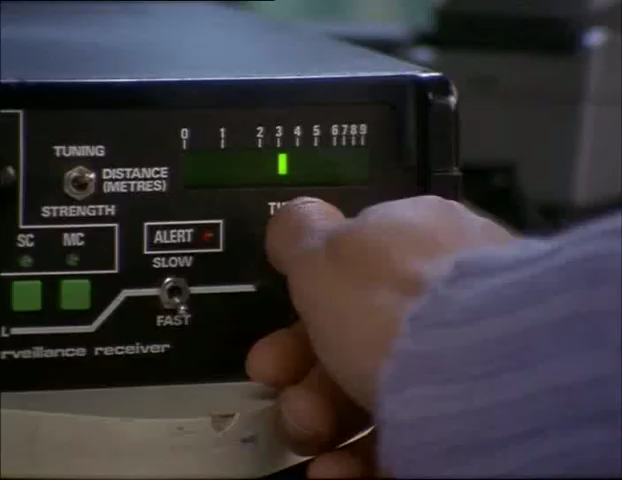 0 1 2 3 4 5 6 7 8 9
TUNING
DISTANCE
(METRES)
STRENGTH
SC MC
ALERT
SLOW
FAST
receiver